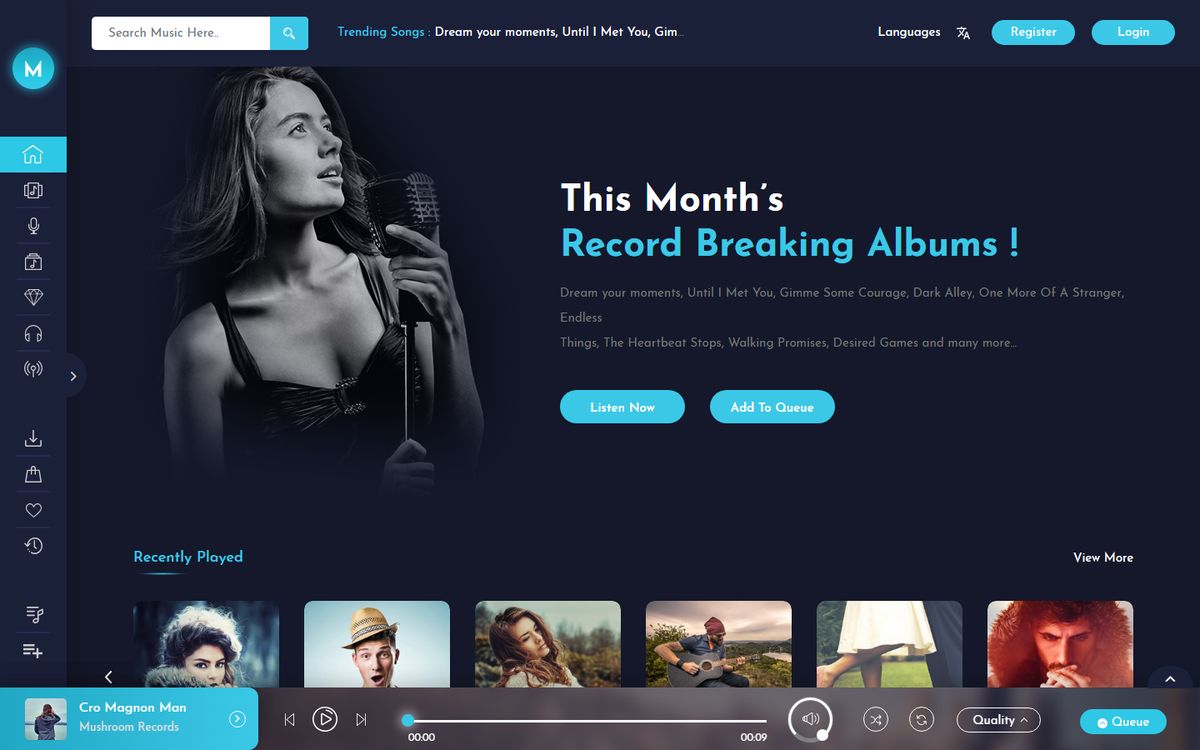 Search Music Here..
Trending Songs : Dream your moments, Until I Met You, Gim...
Languages
Register
Login
M
This Month's
Record Breaking Albums !
Dream your moments, Until I Met You, Gimme Some Courage, Dark Alley, One More Of A Stranger,
Endless
Things, The Heartbeat Stops, Walking Promises, Desired Games and many more...
Listen Now
Add To Queue
Recently Played
View More
Cro Magnon Man
Mushroom Records
00:00
00:09
Quality
Queue